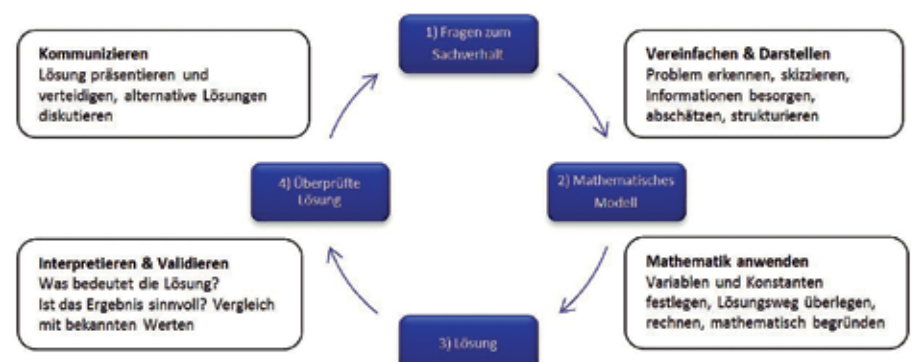 1) Fragen zum
Sachverhalt
Kommunizieren
Lösung präsentieren und
verteidigen, alternative Lösungen
diskutieren
Vereinfachen & Darstellen
Problem erkennen, skizzieren,
Informationen besorgen,
abschätzen, strukturieren
4) Überprüfte
Lösung
2) Mathematisches
Modell
Interpretieren & Validieren
Was bedeutet die Lösung?
Ist das Ergebnis sinnvoll? Vergleich
mit bekannten Werten
Mathematik anwenden
Variablen und Konstanten
festlegen, Lösungsweg überlegen,
rechnen, mathematisch begründen
3) Lösung